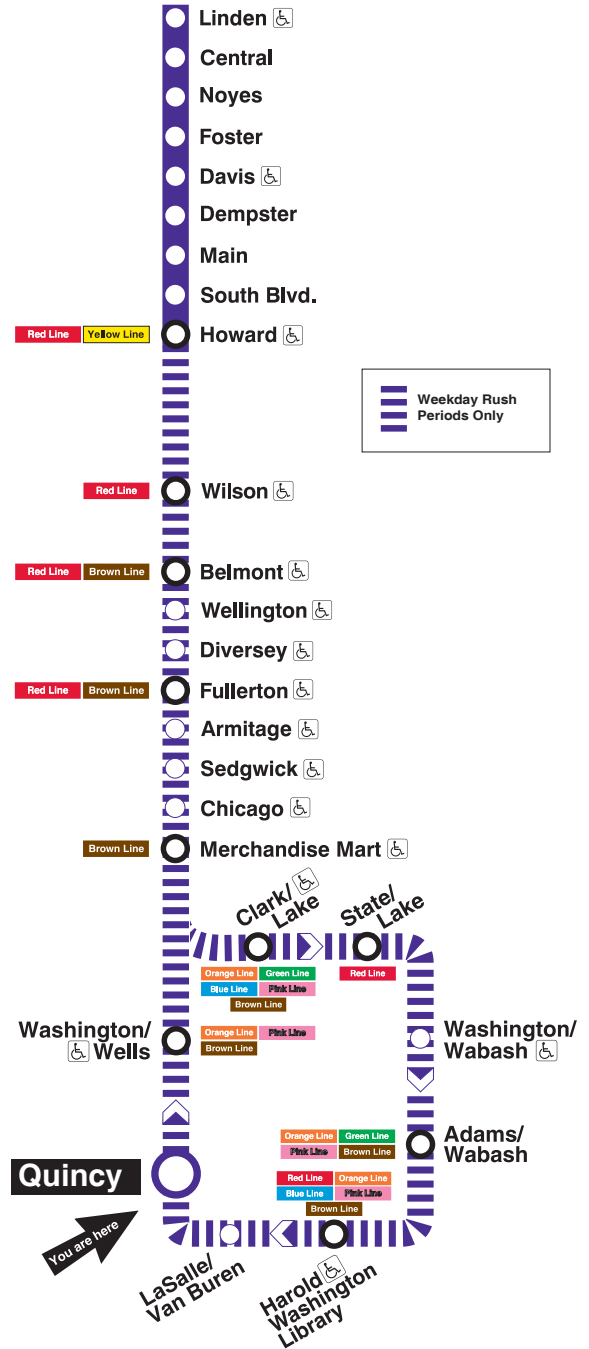 Linden
Central
Noyes
Foster
Davis
Dempster
Main
South Blvd.
Red Line Yellow Line Howard
Weekday Rush
Periods Only
Red Line Wilson
Red Line Brown Line Belmont
Wellington
Diversey
Red Line Brown Line Fullerton
Armitage
Sedgwick
Chicago
Brown Line Merchandise Mart
Clark/
Lake
State/
Lake
Orange Line Green Line
Blue Line Pink Line
Brown Line
Red Line
Washington/
Wells
Orange Line Pink Line
Brown Line
Washington/
Wabash
Orange Line Green Line
Pink Line Brown Line
Adams/
Wabash
Quincy
Red Line Orange Line
Blue Line Pink Line
Brown Line
You are here
LaSalle/
Van Buren
Harold
Washington
Library